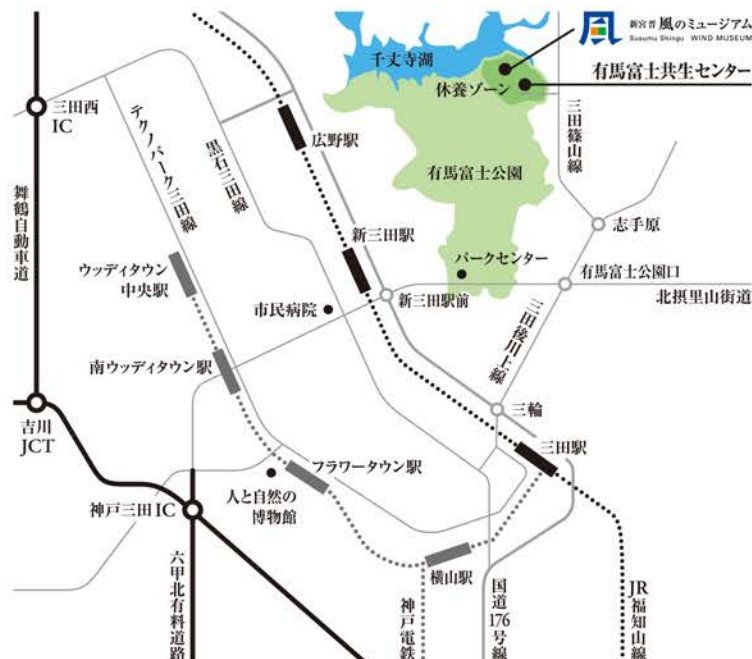 新宮晋 風のミュージアム
Susumu Shingu WIND MUSEUM
千丈寺湖
有馬富士共生センター
休養ゾーン
三田西
IC
テクノパーク三田線
黒石三田線
広野駅
三田篠山線
有馬富士公園
舞鶴自動車道
新三田駅
志手原
パークセンター
ウッディタウン
中央駅
有馬富士公園口
新三田駅前
北摂里山街道
市民病院
三田後川上線
南ウッディタウン駅
三輪
吉川
JCT
三田駅
フラワータウン駅
人と自然の
博物館
神戸三田IC
横山駅
六甲北有料道路
神戸電鉄
国道176号線
JR福知山線